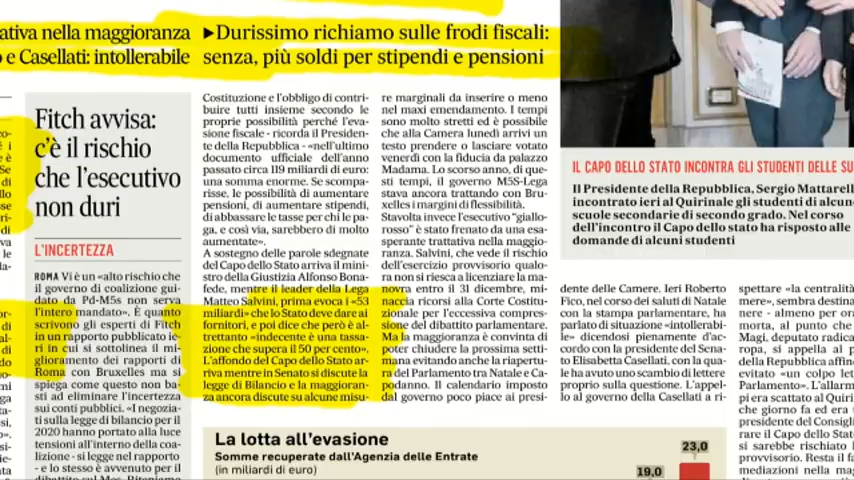 ativa nella maggioranza
e Casellati: intollerabile
▶Durissimo richiamo sulle frodi fiscali:
senza, più soldi per stipendi e pensioni
Fitch avvisa:
c'è il rischio
che l'esecutivo
non duri
L'INCERTEZZA
ROMA Vi è un «alto rischio che
il governo di coalizione gui-
dato da Pd-M5s non serva
l'intero mandato». È quanto
scrivono gli esperti di Fitch
in un rapporto pubblicato ie-
ri in cui si sottolinea il mi-
glioramento dei rapporti di
Roma con Bruxelles ma si
spiega come questo non ba-
sti ad eliminare l'incertezza
sui conti pubblici. «I negozia-
ti sulla legge di bilancio per il
2020 hanno portato alla luce
tensioni all'interno della coa-
lizione - si legge nel rapporto
- e lo stesso è avvenuto per il
dibattito sul Mes. Riteniamo
Costituzione e l'obbligo di contri-
buire tutti insieme secondo le
proprie possibilità perché l'eva-
sione fiscale - ricorda il Presiden-
te della Repubblica - «nell'ultimo
documento ufficiale dell'anno
passato circa 119 miliardi di euro:
una somma enorme. Se scompa-
risse, le possibilità di aumentare
pensioni, di aumentare stipendi,
di abbassare le tasse per chi le pa-
ga, e così via, sarebbero di molto
aumentate».
A sostegno delle parole sdegnate
del Capo dello Stato arriva il mini-
stro della Giustizia Alfonso Bona-
fede, mentre il leader della Lega
Matteo Salvini, prima evoca i «53
miliardi» che lo Stato deve dare ai
fornitori, e poi dice che però è al-
trettanto «indecente è una tassa-
zione che supera il 50 per cento».
L'affondo del Capo dello Stato ar-
riva mentre in Senato si discute la
legge di Bilancio e la maggioran-
za ancora discute su alcune misu-
re marginali da inserire o meno
nel maxi emendamento. I tempi
sono molto stretti ed è possibile
che alla Camera lunedì arrivi un
testo prendere o lasciare votato
venerdì con la fiducia da palazzo
Madama. Lo scorso anno, di que-
sti tempi, il governo M5S-Lega
stava ancora trattando con Bru-
xelles i margini di flessibilità.
Stavolta invece l'esecutivo "giallo-
rosso" è stato frenato da una esa-
sperante trattativa nella maggio-
ranza. Salvini, che vede il rischio
dell'esercizio provvisorio qualo-
ra non si riesca a licenziare la ma-
novra entro il 31 dicembre, mi-
naccia ricorsi alla Corte Costitu-
zionale per l'eccessiva compres-
sione del dibattito parlamentare.
Ma la maggioranza è convinta di
poter chiudere la prossima setti-
mana evitando anche la riapertu-
ra del Parlamento tra Natale e Ca-
podanno. Il calendario imposto
dal governo poco piace ai presi-
IL CAPO DELLO STATO INCONTRA GLI STUDENTI DELLE SU
Il Presidente della Repubblica, Sergio Mattarell
incontrato ieri al Quirinale gli studenti di alcun
scuole secondarie di secondo grado. Nel corso
dell'incontro il Capo dello stato ha risposto alle
domande di alcuni studenti
dente delle Camere. Ieri Roberto
Fico, nel corso dei saluti di Natale
con la stampa parlamentare, ha
parlato di situazione «intollerabi-
le» dicendosi pienamente d'ac-
cordo con la presidente del Sena-
to Elisabetta Casellati, con la qua-
le ha avuto uno scambio di lettere
proprio sulla questione. L'appel-
lo al governo della Casellati a ri-
spettare «la centralità
mere», sembra destina
nere - almeno per ora
morta, al punto che
Magi, deputato radica
ropa, si appella al p
della Repubblica affin
evitato «un colpo let
Parlamento». L'allarm
pi era scattato al Quiri
che giorno fa ed era u
presidente del Consigli
rare il Capo dello Stato
si sarebbe rischiato l
provvisorio. Resta il fa
mediazioni nella mag
La lotta all'evasione
Somme recuperate dall'Agenzia delle Entrate
(in miliardi di euro)
19,0
23,0